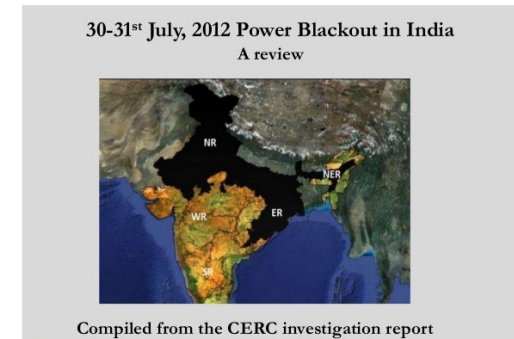 30-31st July, 2012 Power Blackout in India
A review
NR
NER
WR
ER
SR
Compiled from the CERC investigation report